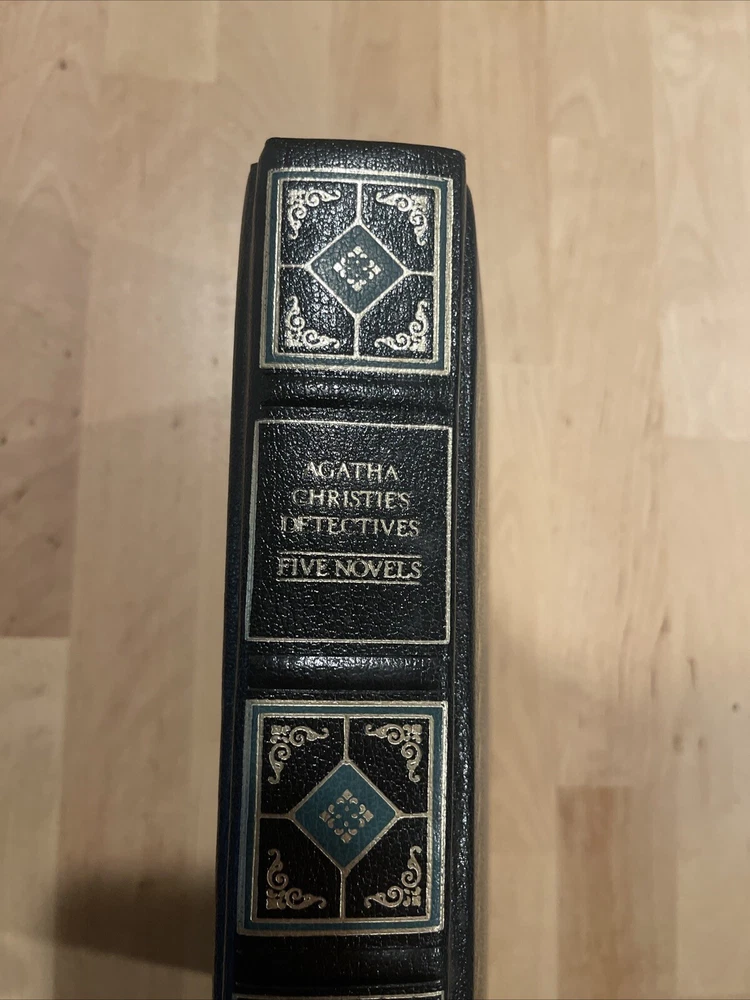 AGATHA
CHRISTIE'S
DETECTIVES
FIVE NOVELS